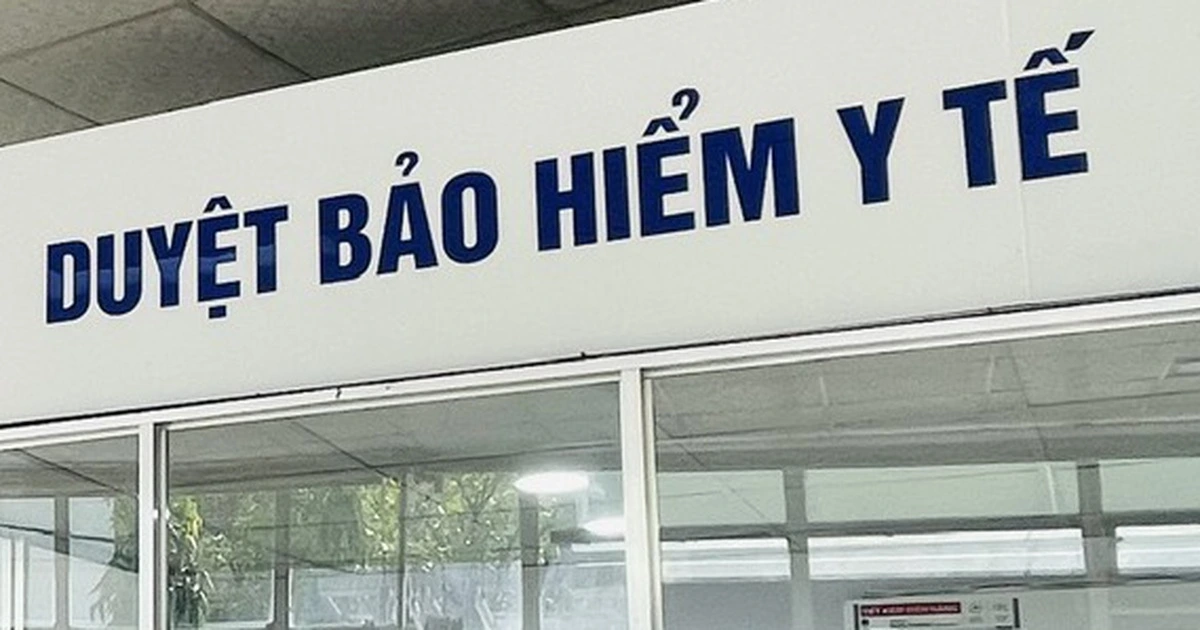 DUYỆT BẢO HIỂM Y TẾ